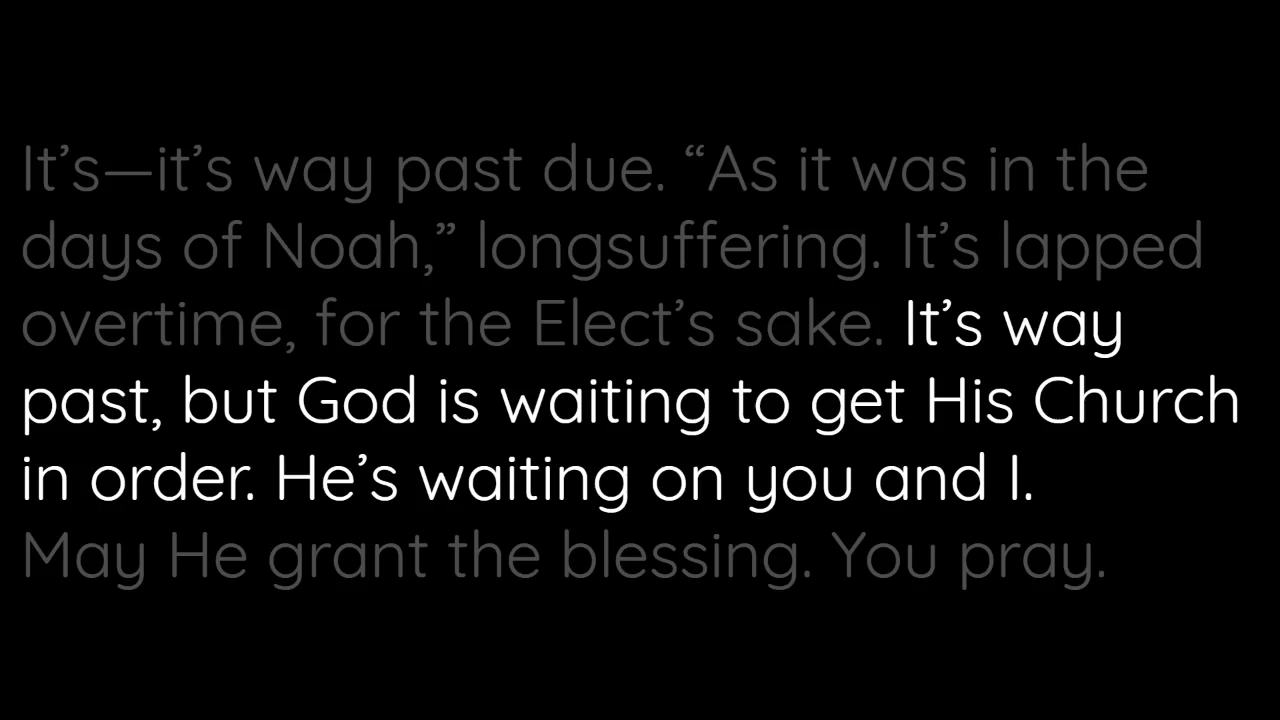 It’s—it’s way past due. “As it was in the
days of Noah,” longsuffering. It’s lapped
overtime, for the Elect’s sake. It’s way
past, but God is waiting to get His Church
in order. He’s waiting on you and I.
May He grant the blessing. You pray.